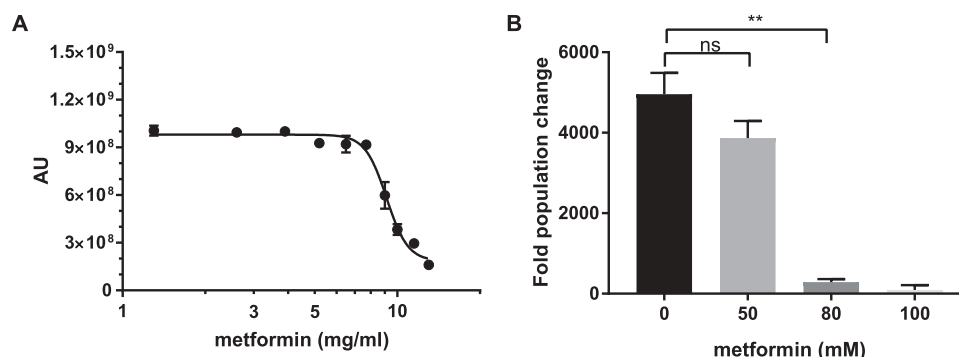 A
1.5×10⁹
1.2×10⁹
9×10⁸
6×10⁸
3×10⁸
0
AU
1 3 5 10
metformin (mg/ml)
B
**
ns
6000
4000
2000
0
Fold population change
0 50 80 100
metformin (mM)